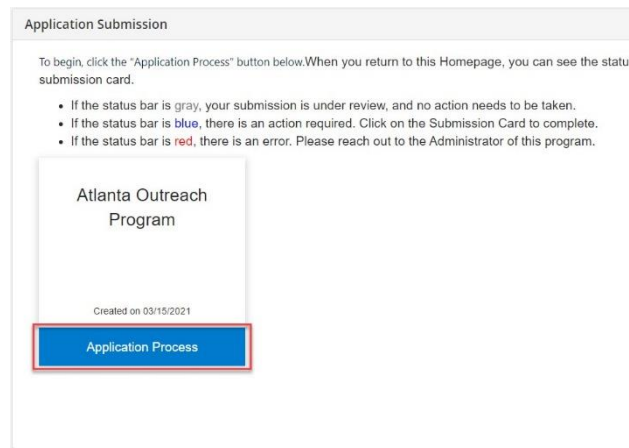 Application Submission
To begin, click the "Application Process" button below.When you return to this Homepage, you can see the
submission card.
If the status bar is gray, your submission is under review, and no action needs to be taken.
If the status bar is blue, there is an action required. Click on the Submission Card to complete.
If the status bar is red, there is an error. Please reach out to the Administrator of this program.
Atlanta Outreach
Program
Created on 03/15/2021
Application Process